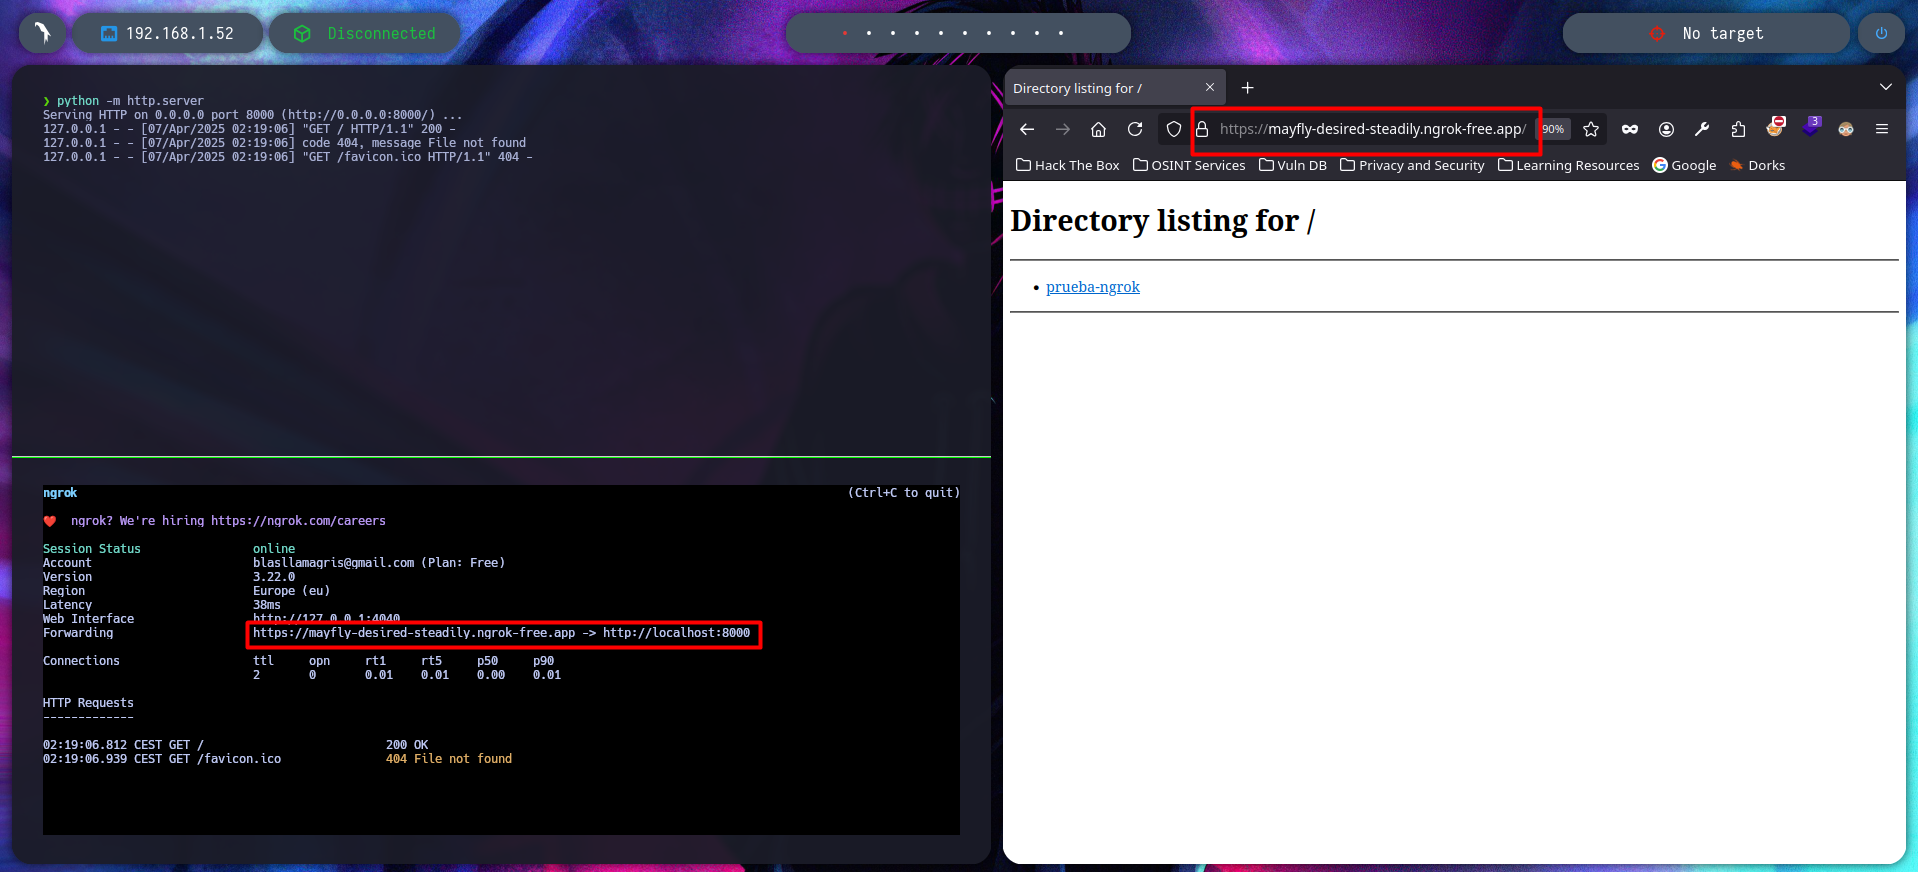 192.168.1.52
Disconnected
No target
❯ python -m http.server
Serving HTTP on 0.0.0.0 port 8000 (http://0.0.0.0:8000/) ...
127.0.0.1 - - [07/Apr/2025 02:19:06] "GET / HTTP/1.1" 200 -
127.0.0.1 - - [07/Apr/2025 02:19:06] code 404, message File not found
127.0.0.1 - - [07/Apr/2025 02:19:06] "GET /favicon.ico HTTP/1.1" 404 -
ngrok (Ctrl+C to quit)
❤ ngrok? We're hiring https://ngrok.com/careers
Session Status online
Account blasllamagris@gmail.com (Plan: Free)
Version 3.22.0
Region Europe (eu)
Latency 38ms
Web Interface http://127.0.0.1:4040
Forwarding https://mayfly-desired-steadily.ngrok-free.app -> http://localhost:8000
Connections ttl opn rt1 rt5 p50 p90
2 0 0.01 0.01 0.00 0.01
HTTP Requests
-------------
02:19:06.812 CEST GET / 200 OK
02:19:06.939 CEST GET /favicon.ico 404 File not found
Directory listing for /
https://mayfly-desired-steadily.ngrok-free.app/ 90% 3
Hack The Box OSINT Services Vuln DB Privacy and Security Learning Resources Google Dorks
Directory listing for /
prueba-ngrok